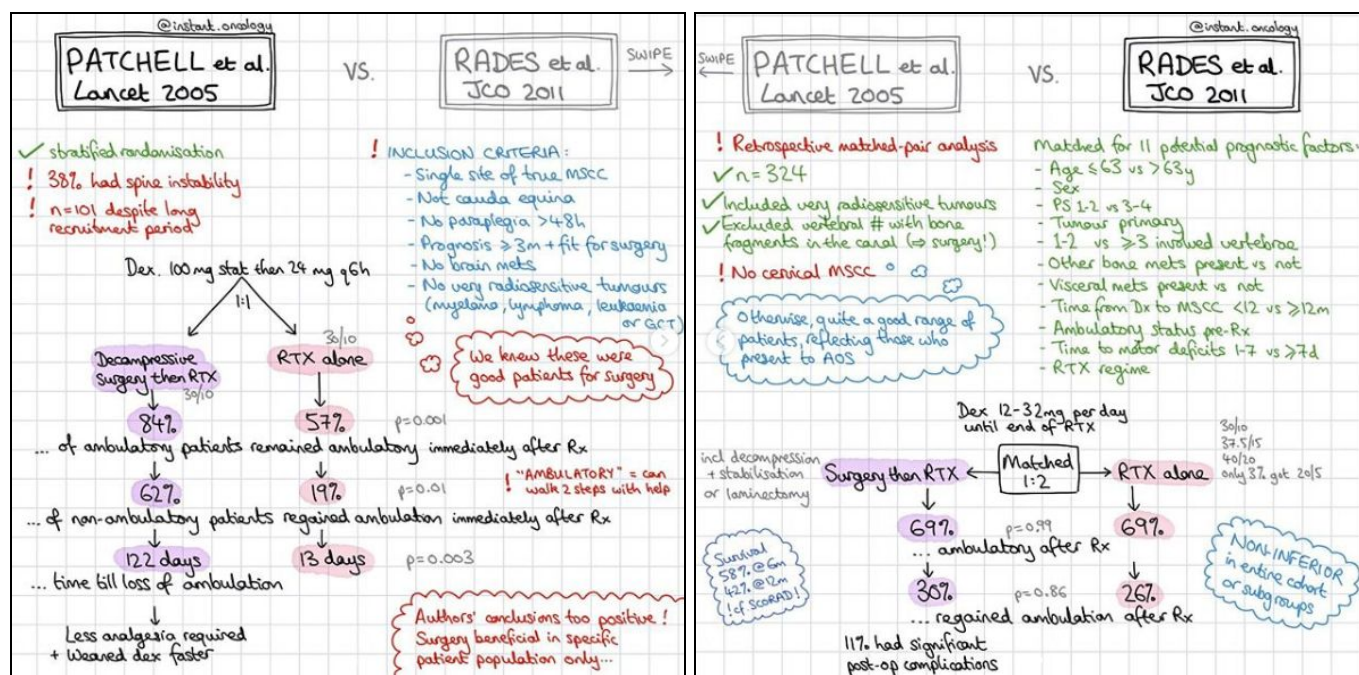 @instant.oncology
PATCHELL et al.
Lancet 2005
VS.
RADES et al.
JCO 2011
SWIPE
✓ stratified randomisation
! 38% had spine instability
! n=101 despite long
recruitment period
! INCLUSION CRITERIA:
- Single site of true MSCC
- Not cauda equina
- No paraplegia >48h
- Prognosis ≥3m + fit for surgery
- No brain mets
- No very radiosensitive tumours
(myeloma, lymphoma, leukaemia
or GCT)
We knew these were
good patients for surgery
Dex. 100mg stat then 24 mg q6h
1:1
Decompressive
surgery then RTX
30/10
30/10
RTX alone
84%
57%
p=0.001
... of ambulatory patients remained ambulatory immediately after Rx
62%
19%
p=0.01
! "AMBULATORY" = can
walk 2 steps with help
... of non-ambulatory patients regained ambulation immediately after Rx
122 days
13 days
p=0.003
... time till loss of ambulation
Less analgesia required
+ weaned dex faster
Authors' conclusions too positive!
Surgery beneficial in specific
patient population only...
@instant.oncology
SWIPE
PATCHELL et al.
Lancet 2005
VS.
RADES et al.
JCO 2011
! Retrospective matched-pair analysis
✓ n=324
✓ Included very radiosensitive tumours
✓ Excluded vertebral # with bone
fragments in the canal (⇒ surgery!)
! No cervical MSCC
Otherwise, quite a good range of
patients, reflecting those who
present to AOS
Matched for 11 potential prognostic factors:
- Age ≤63 vs >63y
- Sex
- PS 1-2 vs 3-4
- Tumour primary
- 1-2 vs ≥3 involved vertebrae
- Other bone mets present vs not
- Visceral mets present vs not
- Time from Dx to MSCC <12 vs ≥12m
- Ambulatory status pre-Rx
- Time to motor deficits 1-7 vs ≥7d
- RTX regime
Dex 12-32mg per day
until end of RTX
incl decompression
+ stabilisation
or laminectomy
Surgery then RTX
Matched
1:2
RTX alone
30/10
37.5/15
40/20
only 3% got 20/5
69%
p=0.99
69%
... ambulatory after Rx
30%
p=0.86
26%
... regained ambulation after Rx
Survival
58% @ 6m
42% @ 12m
!cf. SCORAD!
NON-INFERIOR
in entire cohort
or subgroups
11% had significant
post-op complications